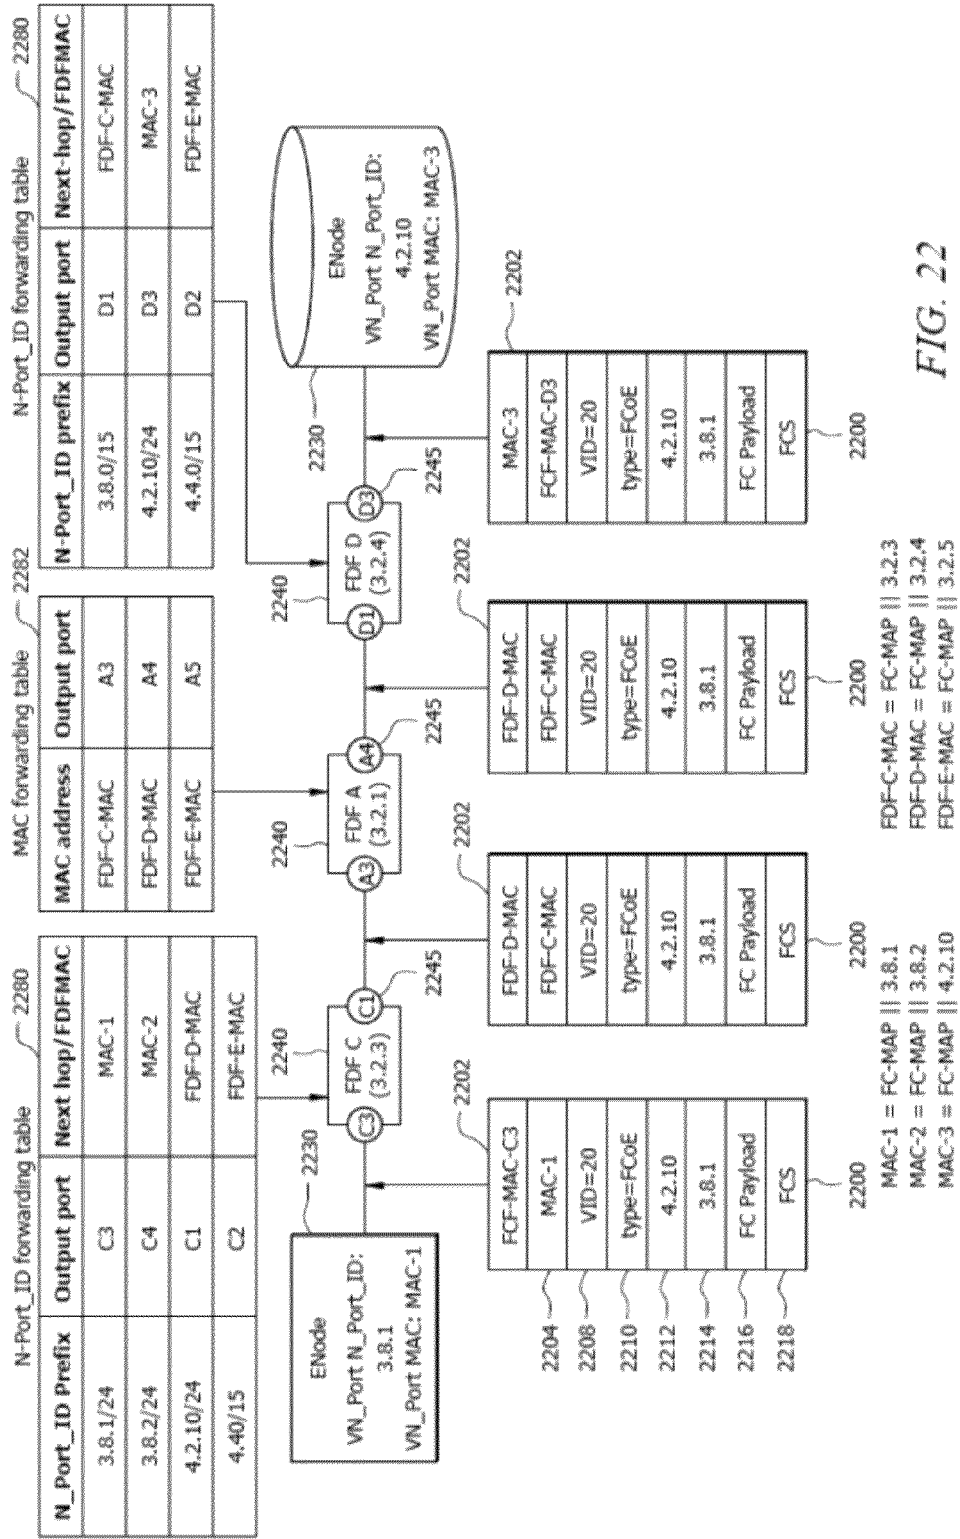 N-Port_ID forwarding table
2280
N_Port_ID Prefix Output port Next hop/FDFMAC
3.8.1/24 C3 MAC-1
3.8.2/24 C4 MAC-2
4.2.10/24 C1 FDF-D-MAC
4.40/15 C2 FDF-E-MAC
MAC forwarding table
2282
MAC address Output port
FDF-C-MAC A3
FDF-D-MAC A4
FDF-E-MAC A5
N-Port_ID forwarding table
2280
N-Port_ID prefix Output port Next-hop/FDFMAC
3.8.0/15 D1 FDF-C-MAC
4.2.10/24 D3 MAC-3
4.4.0/15 D2 FDF-E-MAC
2230
ENode
VN_Port N_Port_ID:
3.8.1
VN_Port MAC: MAC-1
2240
C3
FDF C
(3.2.3)
C1
2245
2240
A3
FDF A
(3.2.1)
A4
2245
2240
D1
FDF D
(3.2.4)
D3
2245
2230
ENode
VN_Port N_Port_ID:
4.2.10
VN_Port MAC: MAC-3
2202
FCF-MAC-C3
MAC-1
VID=20
type=FCoE
4.2.10
3.8.1
FC Payload
FCS
2204
2208
2210
2212
2214
2216
2218
2200
2202
FDF-D-MAC
FDF-C-MAC
VID=20
type=FCoE
4.2.10
3.8.1
FC Payload
FCS
2200
2202
FDF-D-MAC
FDF-C-MAC
VID=20
type=FCoE
4.2.10
3.8.1
FC Payload
FCS
2200
2202
MAC-3
FCF-MAC-D3
VID=20
type=FCoE
4.2.10
3.8.1
FC Payload
FCS
2200
MAC-1 = FC-MAP || 3.8.1
MAC-2 = FC-MAP || 3.8.2
MAC-3 = FC-MAP || 4.2.10
FDF-C-MAC = FC-MAP || 3.2.3
FDF-D-MAC = FC-MAP || 3.2.4
FDF-E-MAC = FC-MAP || 3.2.5
FIG. 22